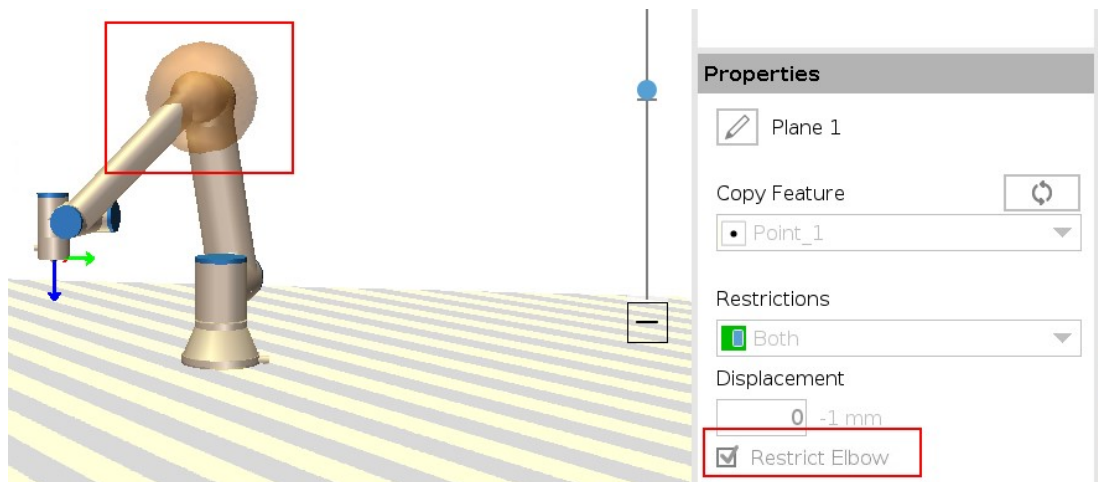 Properties
Plane 1
Copy Feature
Point_1
Restrictions
Both
Displacement
0 -1 mm
Restrict Elbow